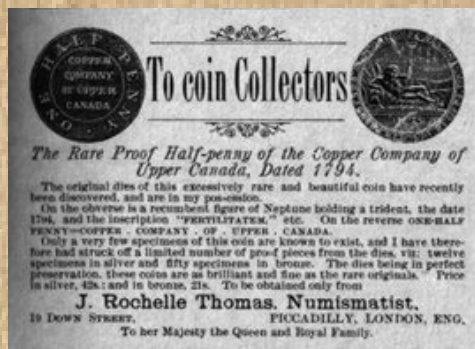 ONE HALF PENNY
COPPER
COMPANY
OF UPPER
CANADA
To coin Collectors
The Rare Proof Half-penny of the Copper Company of
Upper Canada, Dated 1794.
The original dies of this excessively rare and beautiful coin have recently
been discovered, and are in my possession.
On the obverse is a recumbent figure of Neptune holding a trident, the date
1794, and the inscription "FERTILITATEM," etc. On the reverse ONE-HALF
PENNY—COPPER . COMPANY . OF . UPPER . CANADA.
Only a very few specimens of this coin are known to exist, and I have there-
fore had struck off a limited number of proof pieces from the dies, viz: twelve
specimens in silver and fifty specimens in bronze. The dies being in perfect
preservation, these coins are as brilliant and fine as the rare originals. Price
in silver, 42s.; and in bronze, 21s. To be obtained only from
J. Rochelle Thomas, Numismatist,
19 DOWN STREET, PICCADILLY, LONDON, ENG.
To her Majesty the Queen and Royal Family.